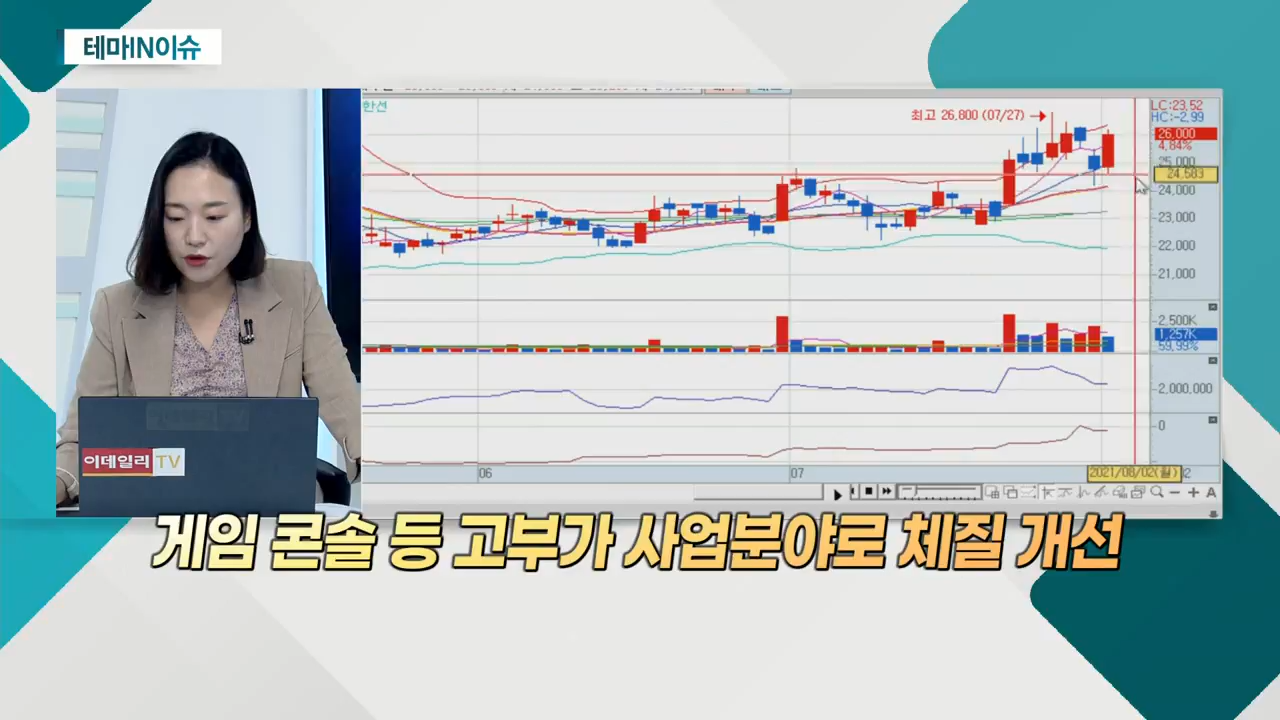 테마IN이슈
한선
최고 26,800 (07/27)
LC:23.52
HC:-2.99
26,000
4.84%
25,000
24,583
24,000
23,000
22,000
21,000
2,500K
1,257K
59.99%
2,000,000
0
06
07
2021/08/02(월)
A
이데일리TV
게임 콘솔 등 고부가 사업분야로 체질 개선